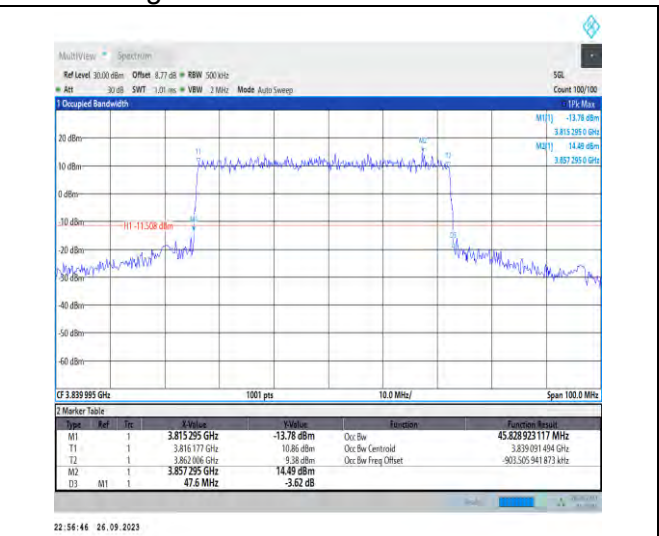 MultiView Spectrum
Ref Level 30.00 dBm Offset 8.77 dB RBW 500 kHz SGL
Att 30 dB SWT 1.01 ms VBW 2 MHz Mode Auto Sweep Count 100/100
1 Occupied Bandwidth 1Pk Max
M1[1] -13.78 dBm
3.815 295 0 GHz
20 dBm M2[1] 14.49 dBm
3.857 295 0 GHz
M2
T1 T2
10 dBm
0 dBm
-10 dBm
M1
H1 -11.508 dBm
D3
-20 dBm
-30 dBm
-40 dBm
-50 dBm
-60 dBm
CF 3.839 995 GHz 1001 pts 10.0 MHz/ Span 100.0 MHz
2 Marker Table
Type Ref Trc X-Value Y-Value Function Function Result
M1 1 3.815 295 GHz -13.78 dBm Occ Bw 45.828 923 117 MHz
T1 1 3.816 177 GHz 10.86 dBm Occ Bw Centroid 3.839 091 494 GHz
T2 1 3.862 006 GHz 9.38 dBm Occ Bw Freq Offset -903.505 941 873 kHz
M2 1 3.857 295 GHz 14.49 dBm
D3 M1 1 47.6 MHz -3.62 dB
22:56:46 26.09.2023